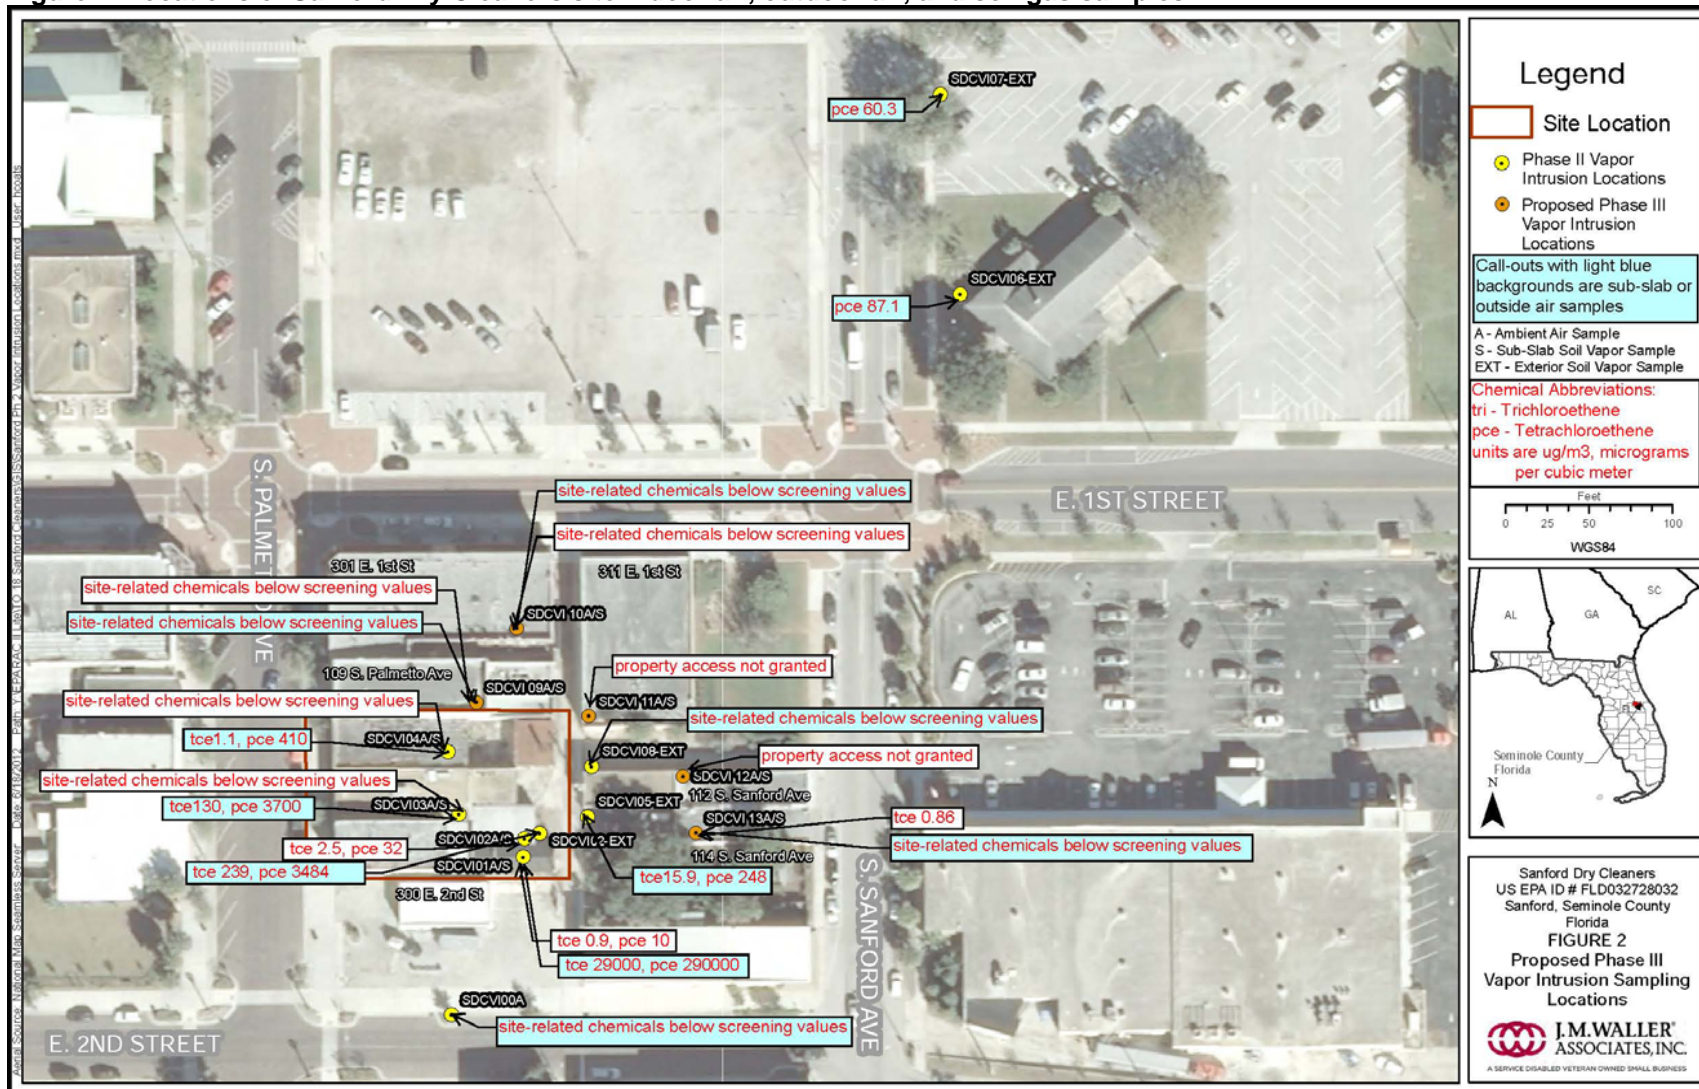 SDCVI07-EXT
pce 60.3
SDCVI06-EXT
pce 87.1
S. PALMETTO AVE
E. 1ST STREET
site-related chemicals below screening values
site-related chemicals below screening values
301 E. 1st St
311 E. 1st St
site-related chemicals below screening values
site-related chemicals below screening values
SDCVI 10A/S
109 S. Palmetto Ave
property access not granted
SDCVI 09A/S
SDCVI 11A/S
site-related chemicals below screening values
site-related chemicals below screening values
tce1.1, pce 410
SDCVI04A/S
SDCVI08-EXT
property access not granted
site-related chemicals below screening values
SDCVI 12A/S
112 S. Sanford Ave
tce130, pce 3700
SDCVI03A/S
SDCVI05-EXT
SDCVI 13A/S
tce 0.86
tce 2.5, pce 32
SDCVI02A/S
site-related chemicals below screening values
114 S. Sanford Ave
tce 239, pce 3484
SDCVI01A/S
tce15.9, pce 248
300 E. 2nd St
S. SANFORD AVE
tce 0.9, pce 10
tce 29000, pce 290000
SDCVI00A
site-related chemicals below screening values
E. 2ND STREET
Legend
Site Location
Phase II Vapor
Intrusion Locations
Proposed Phase III
Vapor Intrusion
Locations
Call-outs with light blue
backgrounds are sub-slab or
outside air samples
A - Ambient Air Sample
S - Sub-Slab Soil Vapor Sample
EXT - Exterior Soil Vapor Sample
Chemical Abbreviations:
tri - Trichloroethene
pce - Tetrachloroethene
units are ug/m3, micrograms
per cubic meter
Feet
0 25 50 100
WGS84
AL
GA
SC
FL
Seminole County
Florida
N
Sanford Dry Cleaners
US EPA ID # FLD032728032
Sanford, Seminole County
Florida
FIGURE 2
Proposed Phase III
Vapor Intrusion Sampling
Locations
J.M.WALLER
ASSOCIATES, INC.
A SERVICE DISABLED VETERAN OWNED SMALL BUSINESS